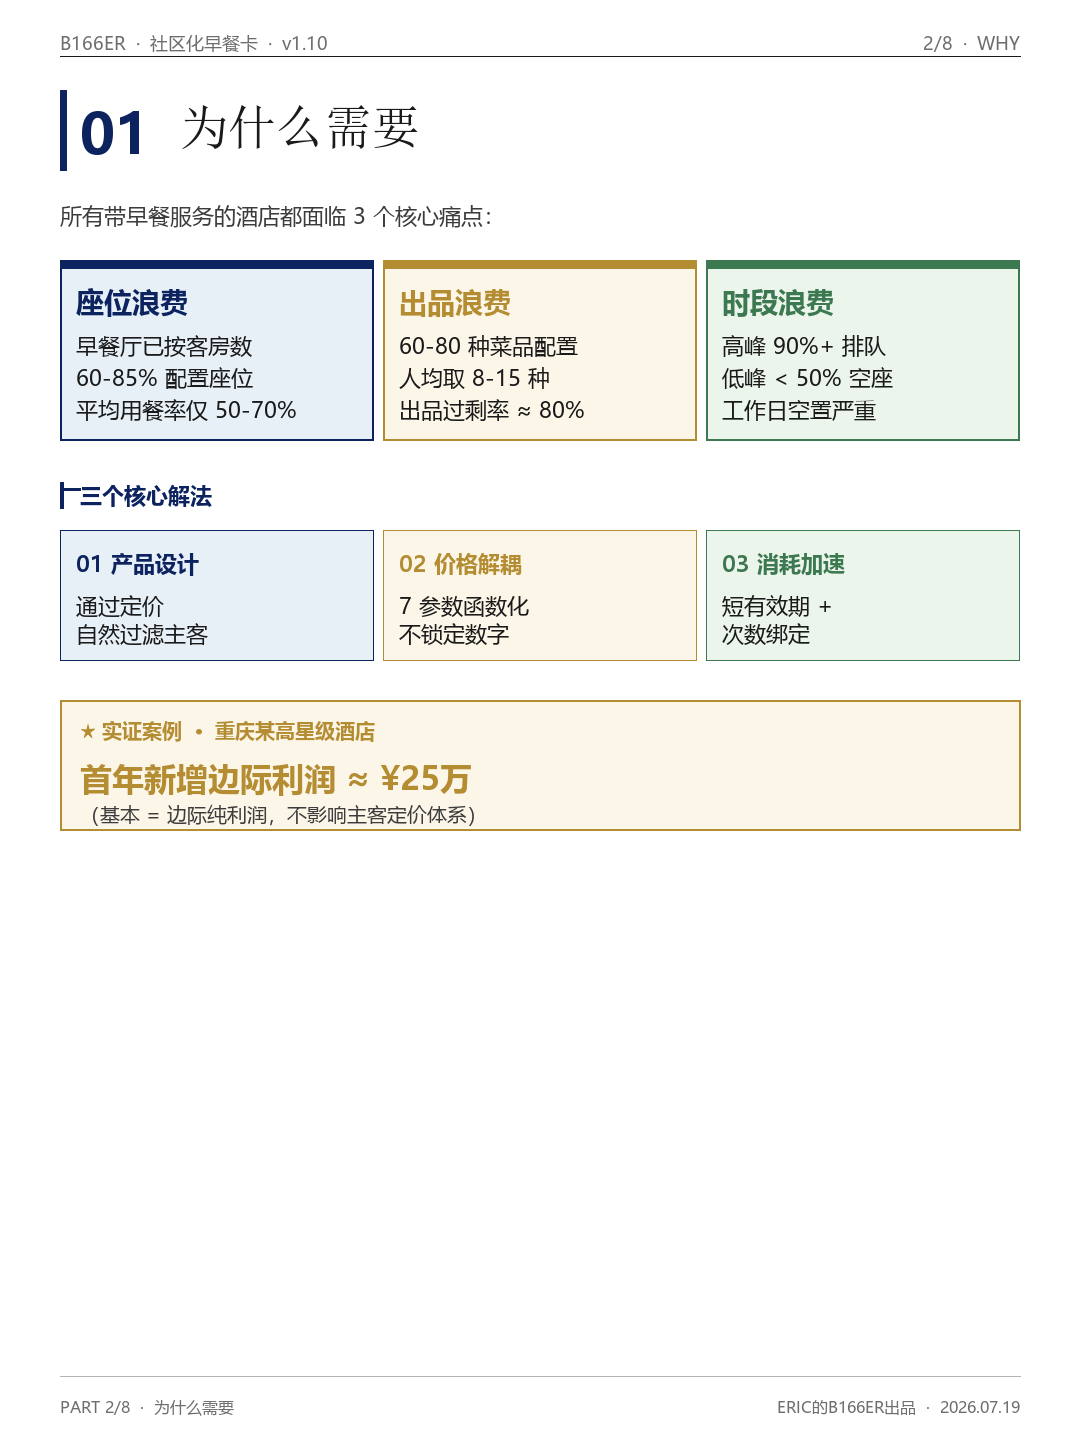 B166ER · 社区化早餐卡 · v1.10
2/8 · WHY
01 为什么需要
所有带早餐服务的酒店都面临 3 个核心痛点：
座位浪费
早餐厅已按客房数
60-85% 配置座位
平均用餐率仅 50-70%
出品浪费
60-80 种菜品配置
人均取 8-15 种
出品过剩率 ≈ 80%
时段浪费
高峰 90%+ 排队
低峰 < 50% 空座
工作日空置严重
三个核心解法
01 产品设计
通过定价
自然过滤主客
02 价格解耦
7 参数函数化
不锁定数字
03 消耗加速
短有效期 +
次数绑定
★ 实证案例 • 重庆某高星级酒店
首年新增边际利润 ≈ ¥25万
（基本 = 边际纯利润，不影响主客定价体系）
PART 2/8 · 为什么需要
ERIC的B166ER出品 · 2026.07.19